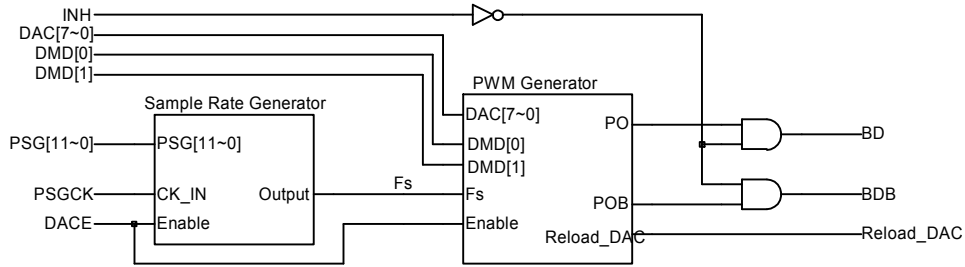 INH
DAC[7~0]
DMD[0]
DMD[1]
PWM Generator
Sample Rate Generator
DAC[7~0]
PO
BD
PSG[11~0]
PSG[11~0]
DMD[0]
DMD[1]
Fs
PSGCK
CK_IN
Output
Fs
POB
BDB
DACE
Enable
Enable
Reload_DAC
Reload_DAC